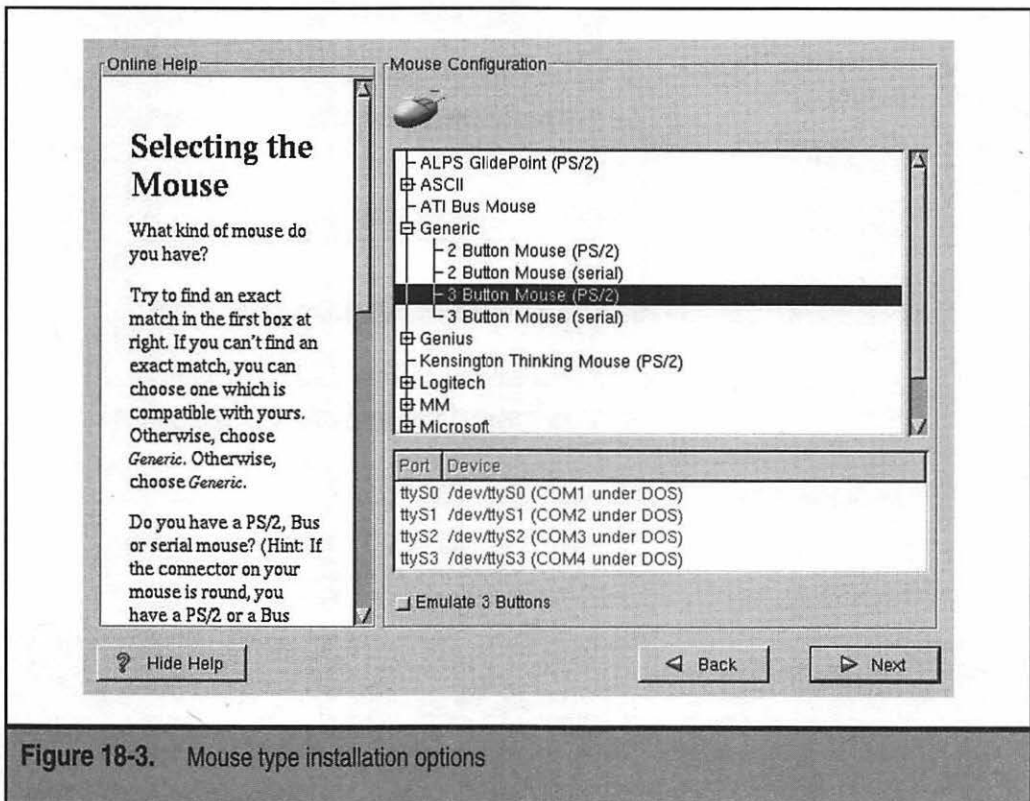 Online Help
Selecting the
Mouse
What kind of mouse do
you have?
Try to find an exact
match in the first box at
right. If you can't find an
exact match, you can
choose one which is
compatible with yours.
Otherwise, choose
Generic. Otherwise,
choose Generic.
Do you have a PS/2, Bus
or serial mouse? (Hint: If
the connector on your
mouse is round, you
have a PS/2 or a Bus
Mouse Configuration
ALPS GlidePoint (PS/2)
ASCII
ATI Bus Mouse
Generic
2 Button Mouse (PS/2)
2 Button Mouse (serial)
3 Button Mouse (PS/2)
3 Button Mouse (serial)
Genius
Kensington Thinking Mouse (PS/2)
Logitech
MM
Microsoft
Port Device
ttyS0 /dev/ttyS0 (COM1 under DOS)
ttyS1 /dev/ttyS1 (COM2 under DOS)
ttyS2 /dev/ttyS2 (COM3 under DOS)
ttyS3 /dev/ttyS3 (COM4 under DOS)
Emulate 3 Buttons
? Hide Help
Back
Next
Figure 18-3. Mouse type installation options